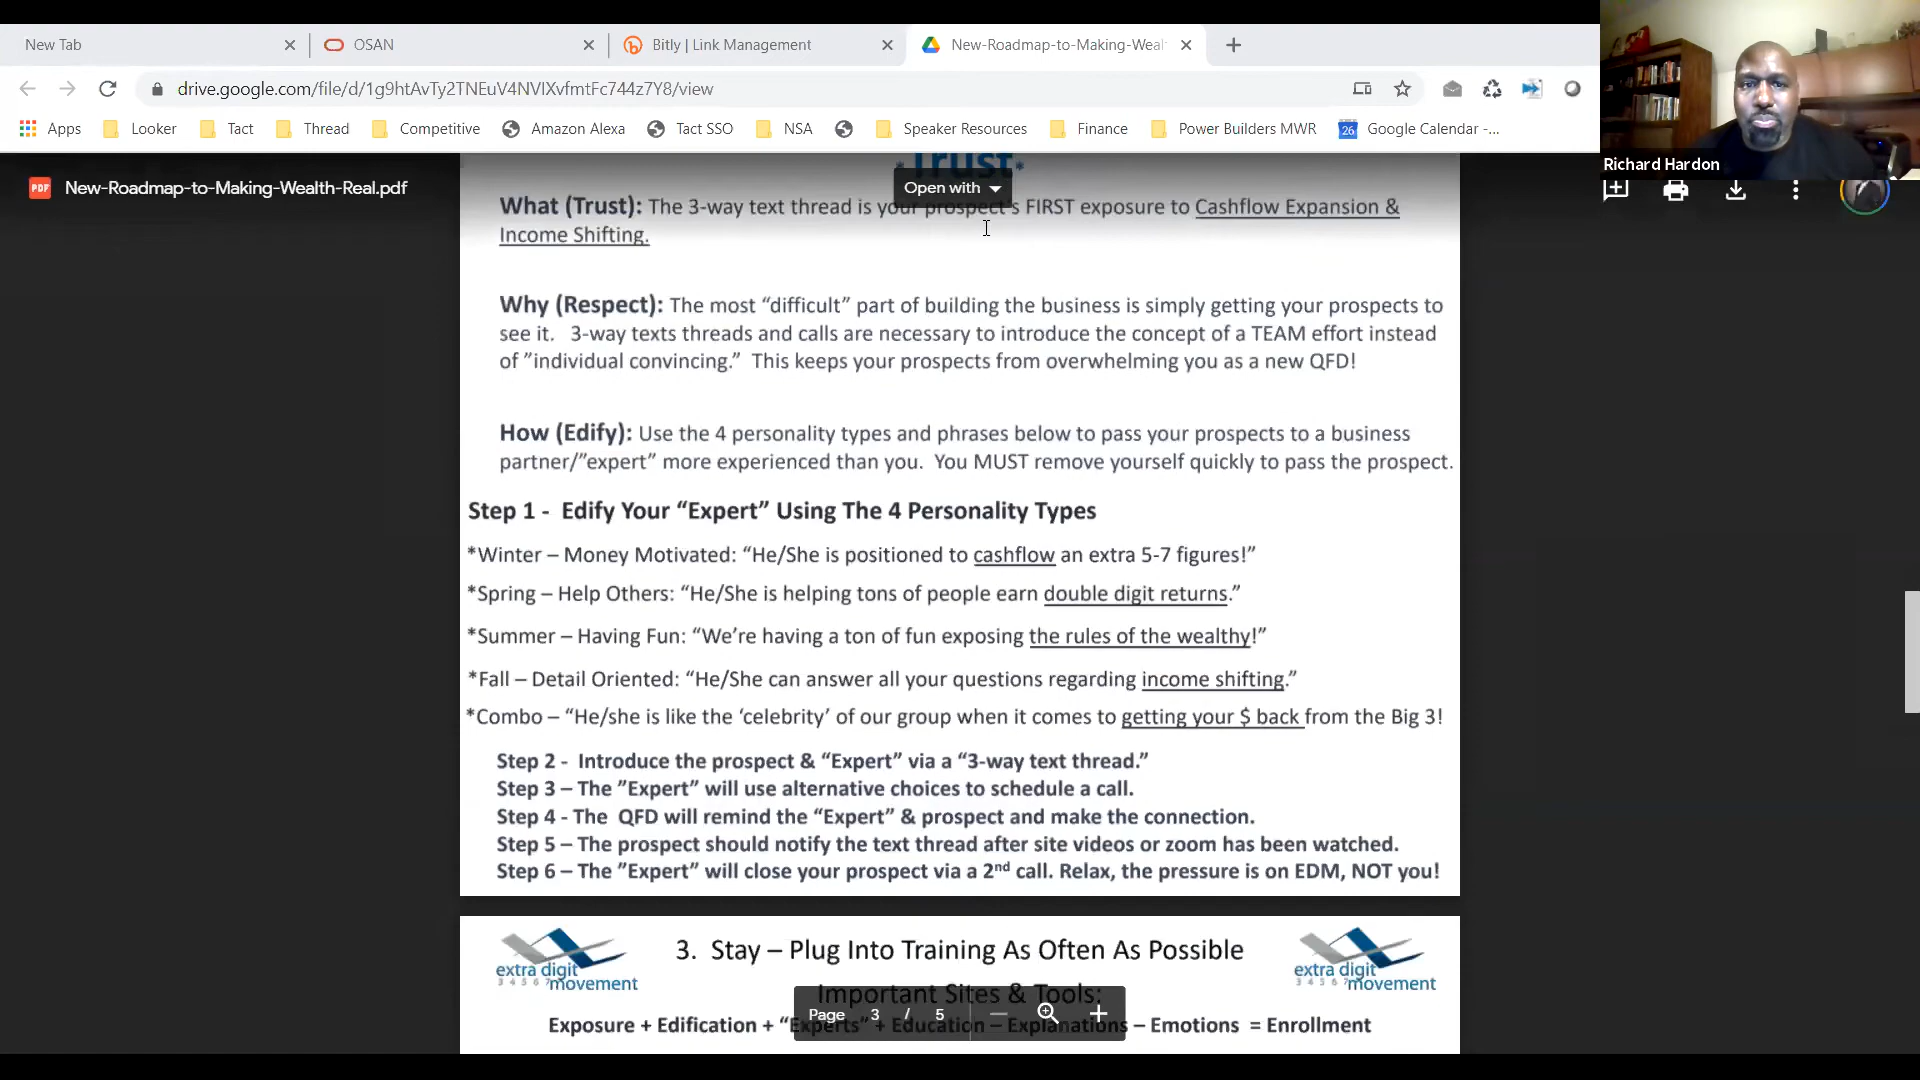 New Tab
OSAN
Bitly | Link Management
New-Roadmap-to-Making-Weal
drive.google.com/file/d/1g9htAvTy2TNEuV4NVIXvfmtFc744z7Y8/view
Apps
Looker
Tact
Thread
Competitive
Amazon Alexa
Tact SSO
NSA
Speaker Resources
Finance
Power Builders MWR
26
Google Calendar -...
Richard Hardon
PDF
New-Roadmap-to-Making-Wealth-Real.pdf
*Trust*
Open with
What (Trust): The 3-way text thread is your prospect's FIRST exposure to Cashflow Expansion &
Income Shifting.
Why (Respect): The most “difficult” part of building the business is simply getting your prospects to
see it. 3-way texts threads and calls are necessary to introduce the concept of a TEAM effort instead
of ”individual convincing.” This keeps your prospects from overwhelming you as a new QFD!
How (Edify): Use the 4 personality types and phrases below to pass your prospects to a business
partner/”expert” more experienced than you. You MUST remove yourself quickly to pass the prospect.
Step 1 - Edify Your “Expert” Using The 4 Personality Types
*Winter – Money Motivated: “He/She is positioned to cashflow an extra 5-7 figures!”
*Spring – Help Others: “He/She is helping tons of people earn double digit returns.”
*Summer – Having Fun: “We’re having a ton of fun exposing the rules of the wealthy!”
*Fall – Detail Oriented: “He/She can answer all your questions regarding income shifting.”
*Combo – “He/she is like the ‘celebrity’ of our group when it comes to getting your $ back from the Big 3!
Step 2 - Introduce the prospect & “Expert” via a “3-way text thread.”
Step 3 – The ”Expert” will use alternative choices to schedule a call.
Step 4 - The QFD will remind the “Expert” & prospect and make the connection.
Step 5 – The prospect should notify the text thread after site videos or zoom has been watched.
Step 6 – The ”Expert” will close your prospect via a 2nd call. Relax, the pressure is on EDM, NOT you!
extra digit
3 4 5 6 7 movement
3. Stay – Plug Into Training As Often As Possible
extra digit
3 4 5 6 7 movement
Important Sites & Tools:
Page 3 / 5
Exposure + Edification + “Experts” + Education – Explanations – Emotions = Enrollment